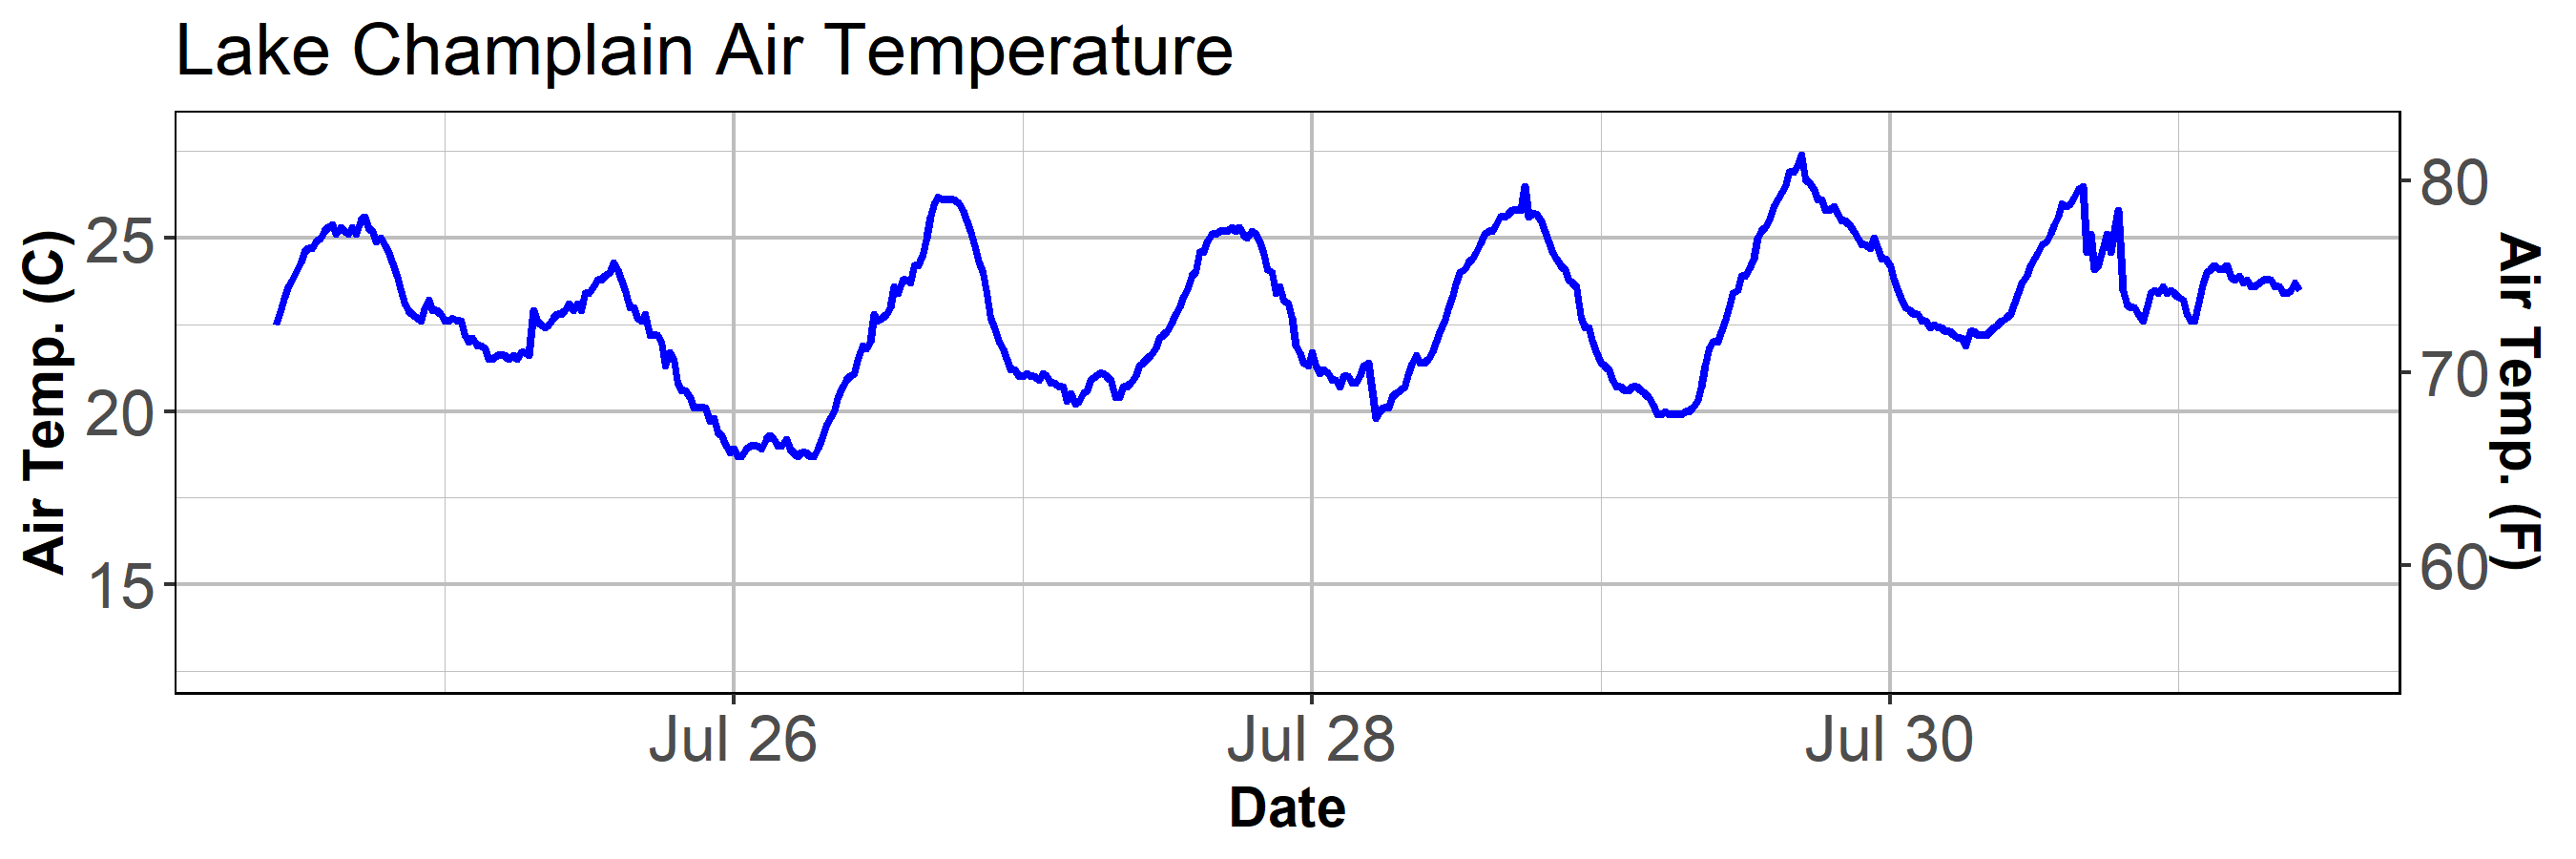 Lake Champlain Air Temperature
Air Temp. (C)
25
20
15
80
70
60
Air Temp. (F)
Jul 26
Jul 28
Jul 30
Date